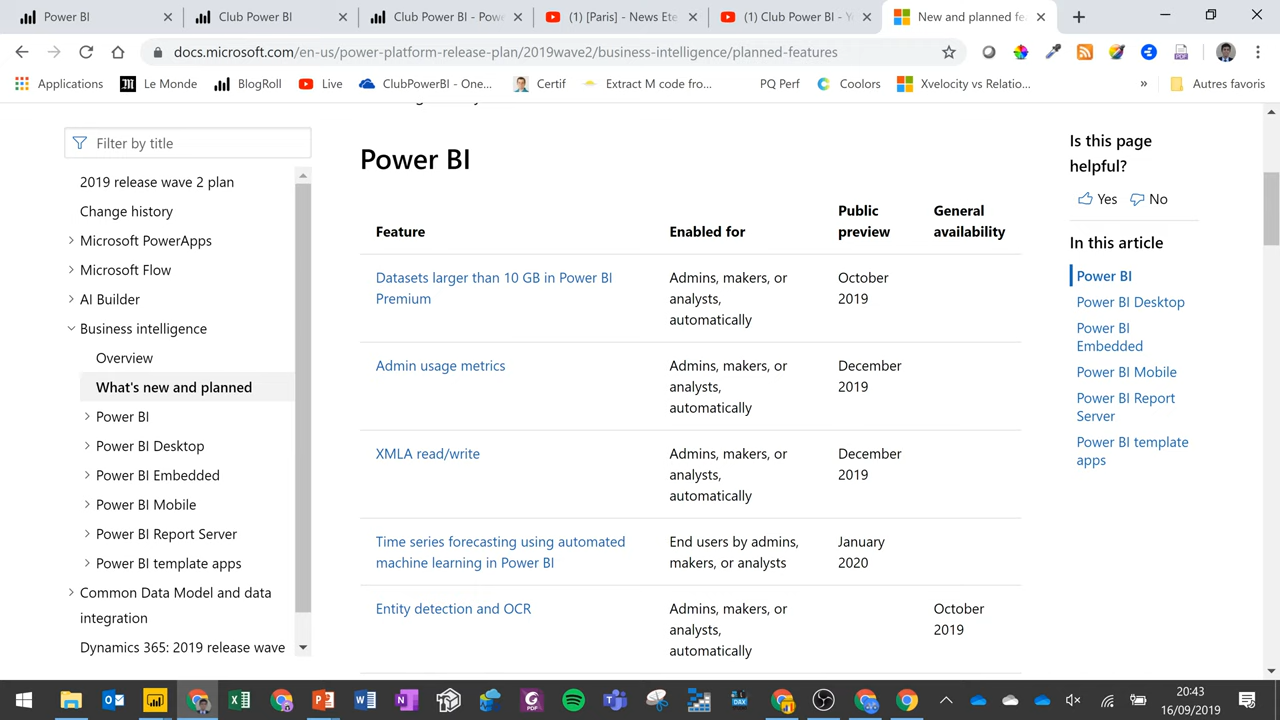 Power BI
Club Power BI
Club Power BI – Powe
(1) [Paris] - News Ete
(1) Club Power BI - Y
New and planned fe
docs.microsoft.com/en-us/power-platform-release-plan/2019wave2/business-intelligence/planned-features
Applications
Le Monde
BlogRoll
Live
ClubPowerBI - One...
Certif
Extract M code fro...
PQ Perf
Coolors
Xvelocity vs Relatio...
»
Autres favoris
Filter by title
2019 release wave 2 plan
Change history
Microsoft PowerApps
Microsoft Flow
AI Builder
Business intelligence
Overview
What's new and planned
Power BI
Power BI Desktop
Power BI Embedded
Power BI Mobile
Power BI Report Server
Power BI template apps
Common Data Model and data
integration
Dynamics 365: 2019 release wave
Power BI
Feature
Enabled for
Public
preview
General
availability
Datasets larger than 10 GB in Power BI
Premium
Admins, makers, or
analysts,
automatically
October
2019
Admin usage metrics
Admins, makers, or
analysts,
automatically
December
2019
XMLA read/write
Admins, makers, or
analysts,
automatically
December
2019
Time series forecasting using automated
machine learning in Power BI
End users by admins,
makers, or analysts
January
2020
Entity detection and OCR
Admins, makers, or
analysts,
automatically
October
2019
Is this page
helpful?
Yes
No
In this article
Power BI
Power BI Desktop
Power BI
Embedded
Power BI Mobile
Power BI Report
Server
Power BI template
apps
20:43
16/09/2019